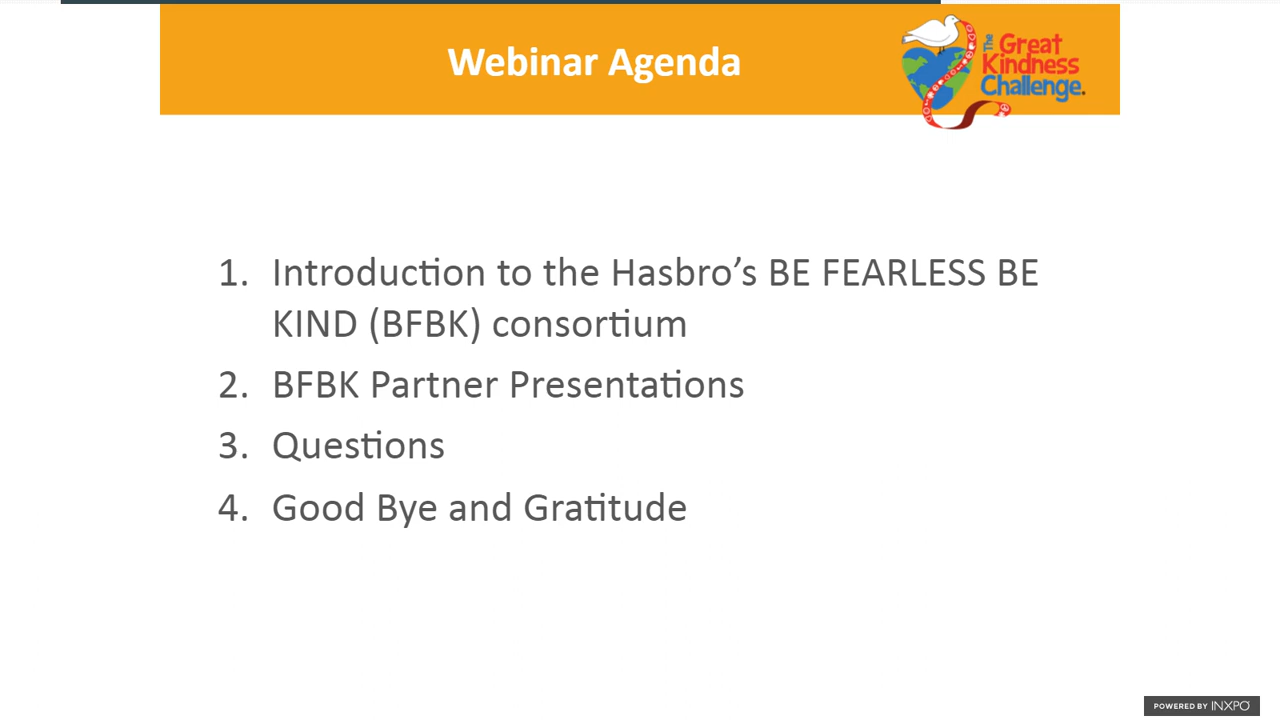 Webinar Agenda
The Great Kindness Challenge.
1. Introduction to the Hasbro’s BE FEARLESS BE
KIND (BFBK) consortium
2. BFBK Partner Presentations
3. Questions
4. Good Bye and Gratitude
POWERED BY INXPO